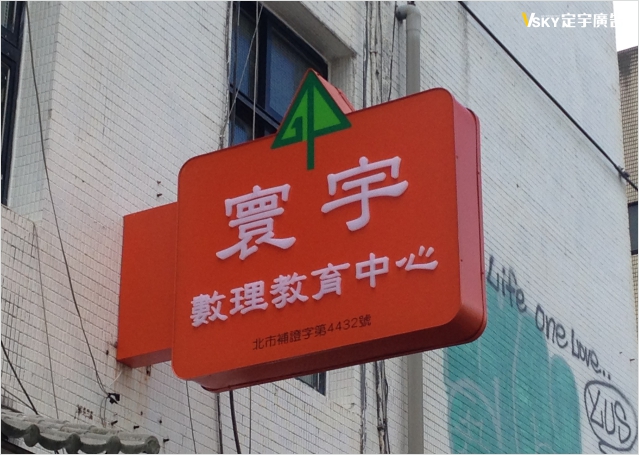 VSKY定宇廣告
寰宇
數理教育中心
北市補證字第4432號
Life one Love..
LUS